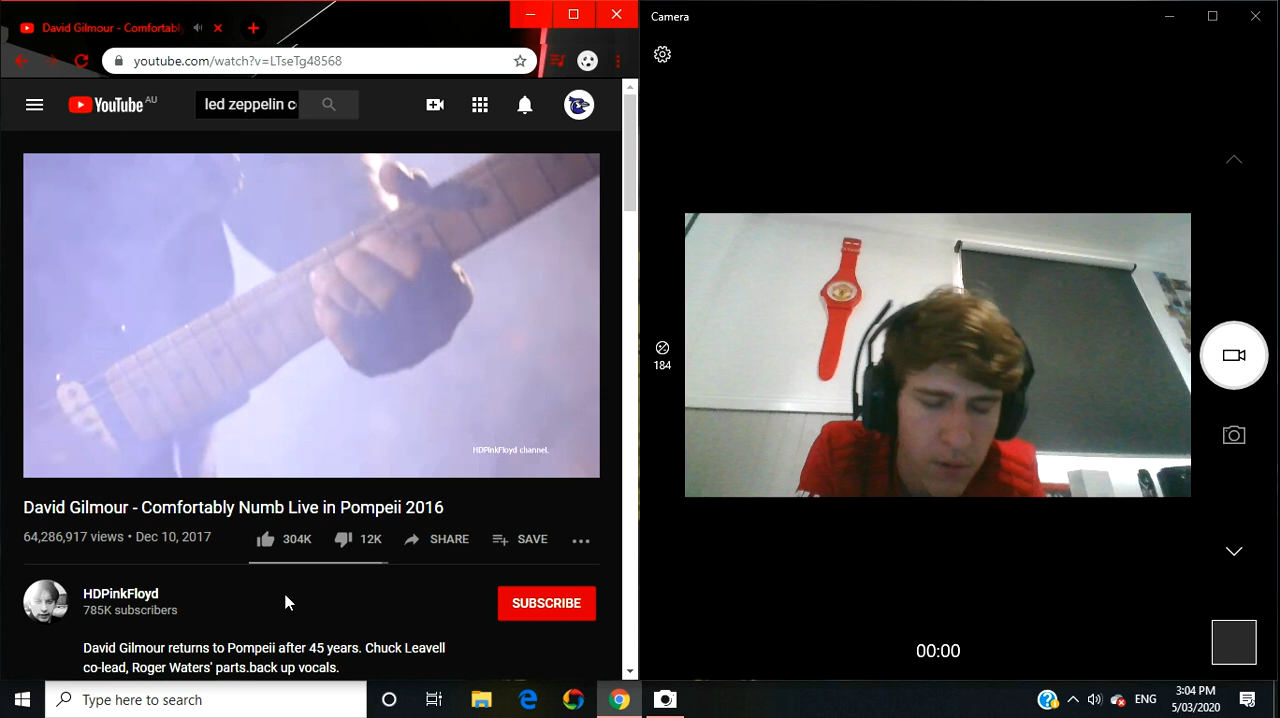 David Gilmour - Comfortabl
youtube.com/watch?v=LTseTg48568
YouTube AU
led zeppelin c
HDPinkFloyd channel.
David Gilmour - Comfortably Numb Live in Pompeii 2016
64,286,917 views • Dec 10, 2017
304K
12K
SHARE
SAVE
HDPinkFloyd
785K subscribers
SUBSCRIBE
David Gilmour returns to Pompeii after 45 years. Chuck Leavell
co-lead, Roger Waters' parts.back up vocals.
Camera
184
00:00
Type here to search
ENG
3:04 PM
5/03/2020